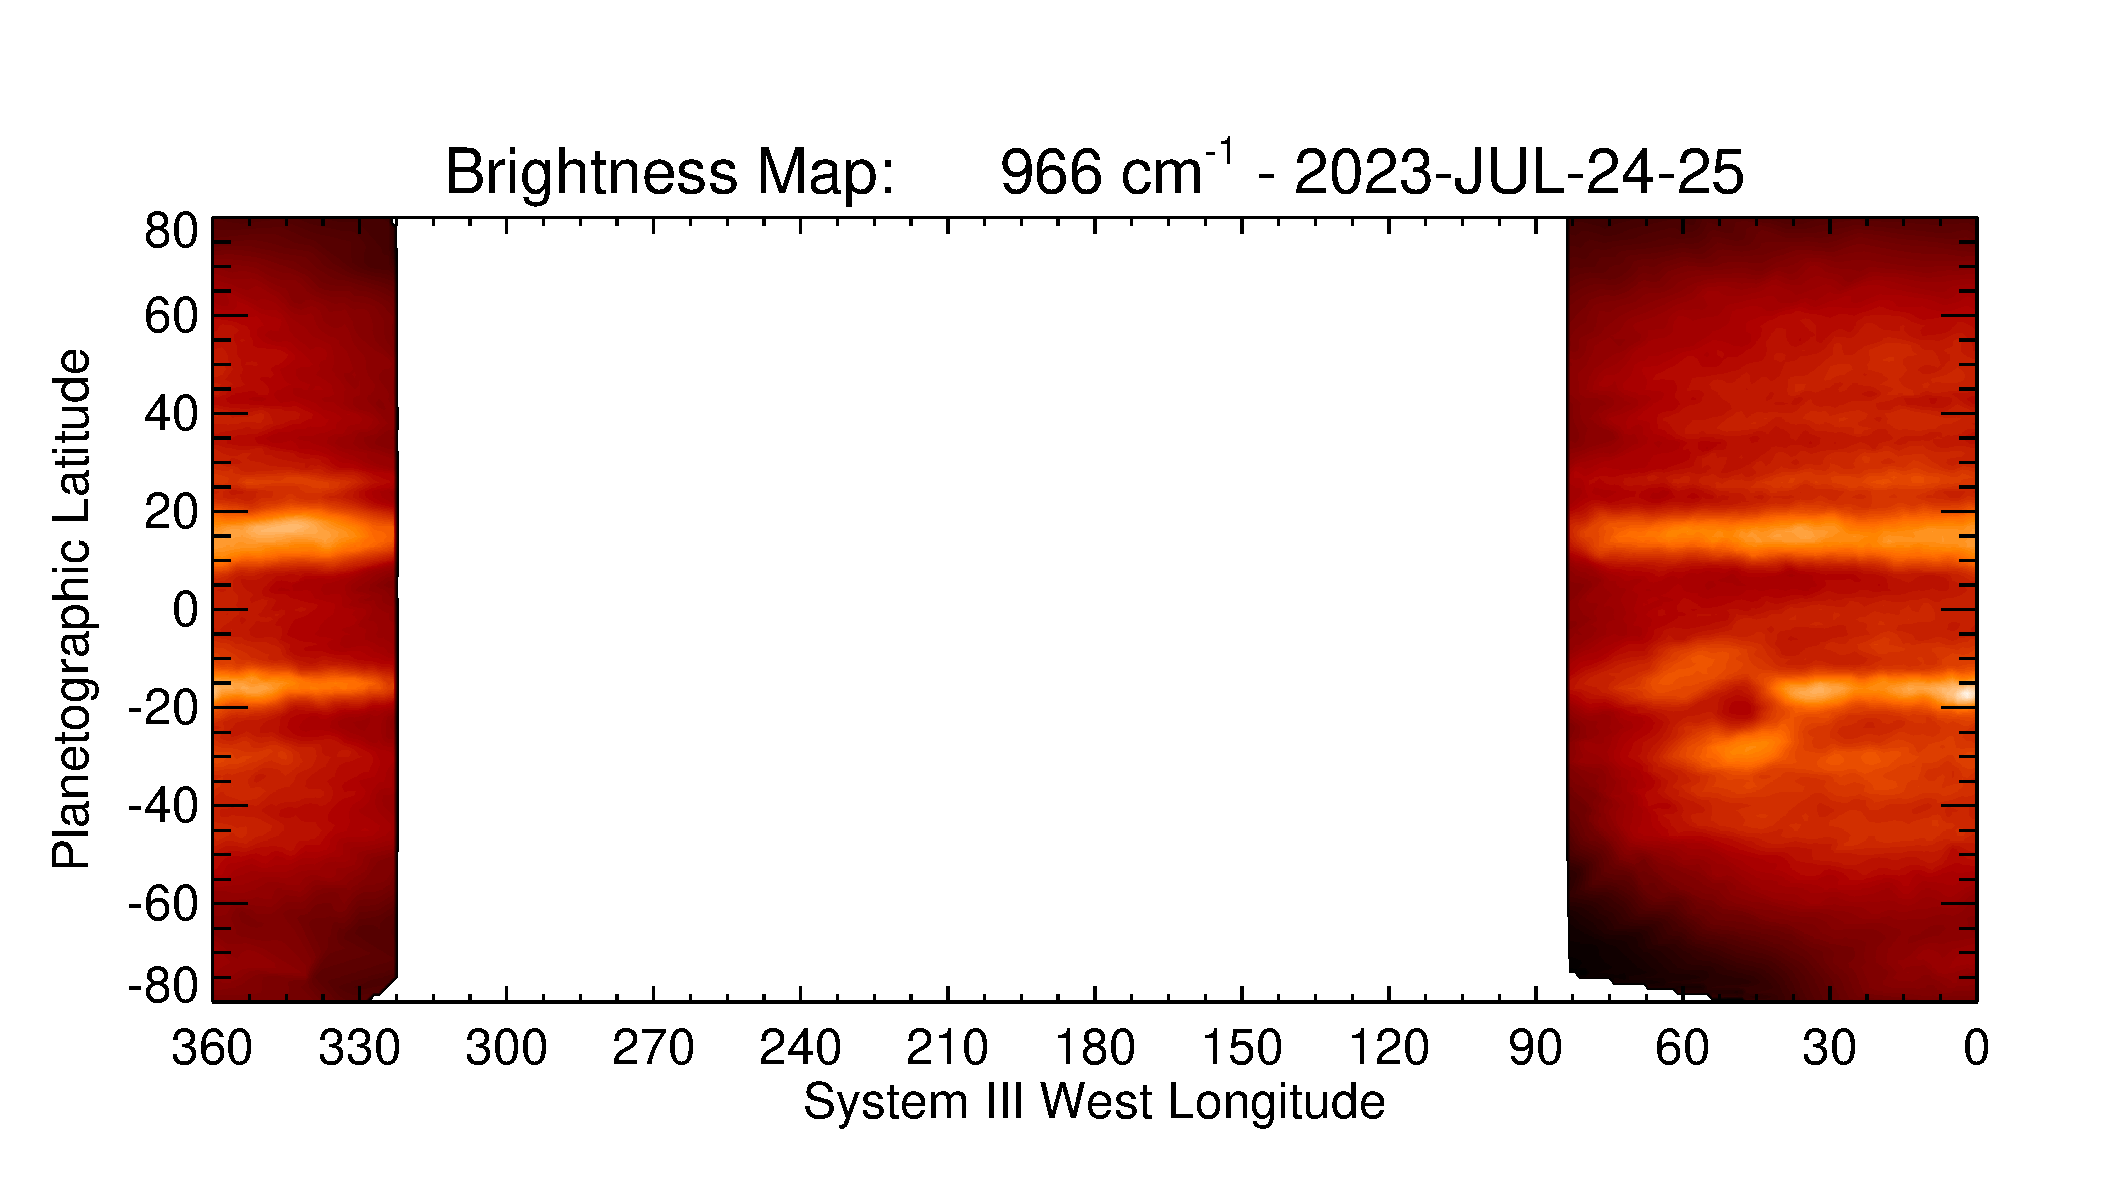 Brightness Map: 966 cm-1 - 2023-JUL-24-25
80
60
40
20
0
-20
-40
-60
-80
Planetographic Latitude
360 330 300 270 240 210 180 150 120 90 60 30 0
System III West Longitude